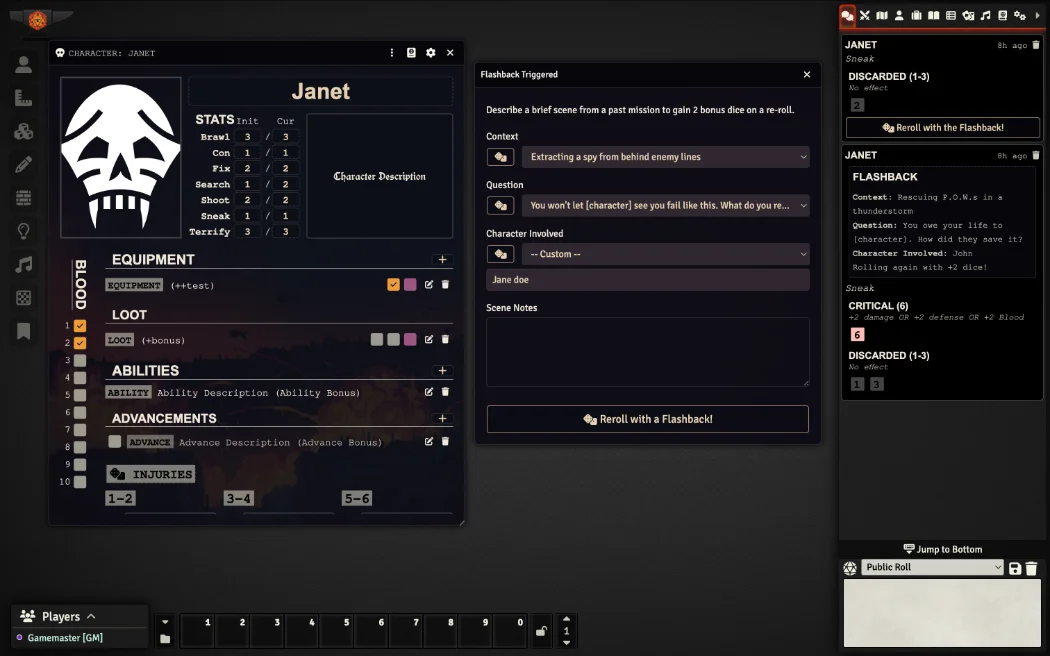 CHARACTER: JANET
Janet
STATS Init Cur
Brawl 3 / 3
Con 1 / 1
Fix 2 / 2
Search 1 / 2
Shoot 2 / 2
Sneak 1 / 1
Terrify 3 / 3
Character Description
BLOOD
1
2
3
4
5
6
7
8
9
10
EQUIPMENT +
EQUIPMENT (++test)
LOOT
LOOT (+bonus)
ABILITIES +
ABILITY Ability Description (Ability Bonus)
ADVANCEMENTS +
ADVANCE Advance Description (Advance Bonus)
INJURIES
1-2 3-4 5-6
Flashback Triggered
Describe a brief scene from a past mission to gain 2 bonus dice on a re-roll.
Context
Extracting a spy from behind enemy lines
Question
You won't let [character] see you fail like this. What do you re...
Character Involved
-- Custom --
Jane doe
Scene Notes
Reroll with a Flashback!
JANET 8h ago
Sneak
DISCARDED (1-3)
No effect
2
Reroll with the Flashback!
JANET 8h ago
FLASHBACK
Context: Rescuing P.O.W.s in a
thunderstorm
Question: You owe your life to
[character]. How did they save it?
Character Involved: John
Rolling again with +2 dice!
Sneak
CRITICAL (6)
+2 damage OR +2 defense OR +2 Blood
6
DISCARDED (1-3)
No effect
1 3
Jump to Bottom
Public Roll
Players
Gamemaster [GM]
1 2 3 4 5 6 7 8 9 0
1